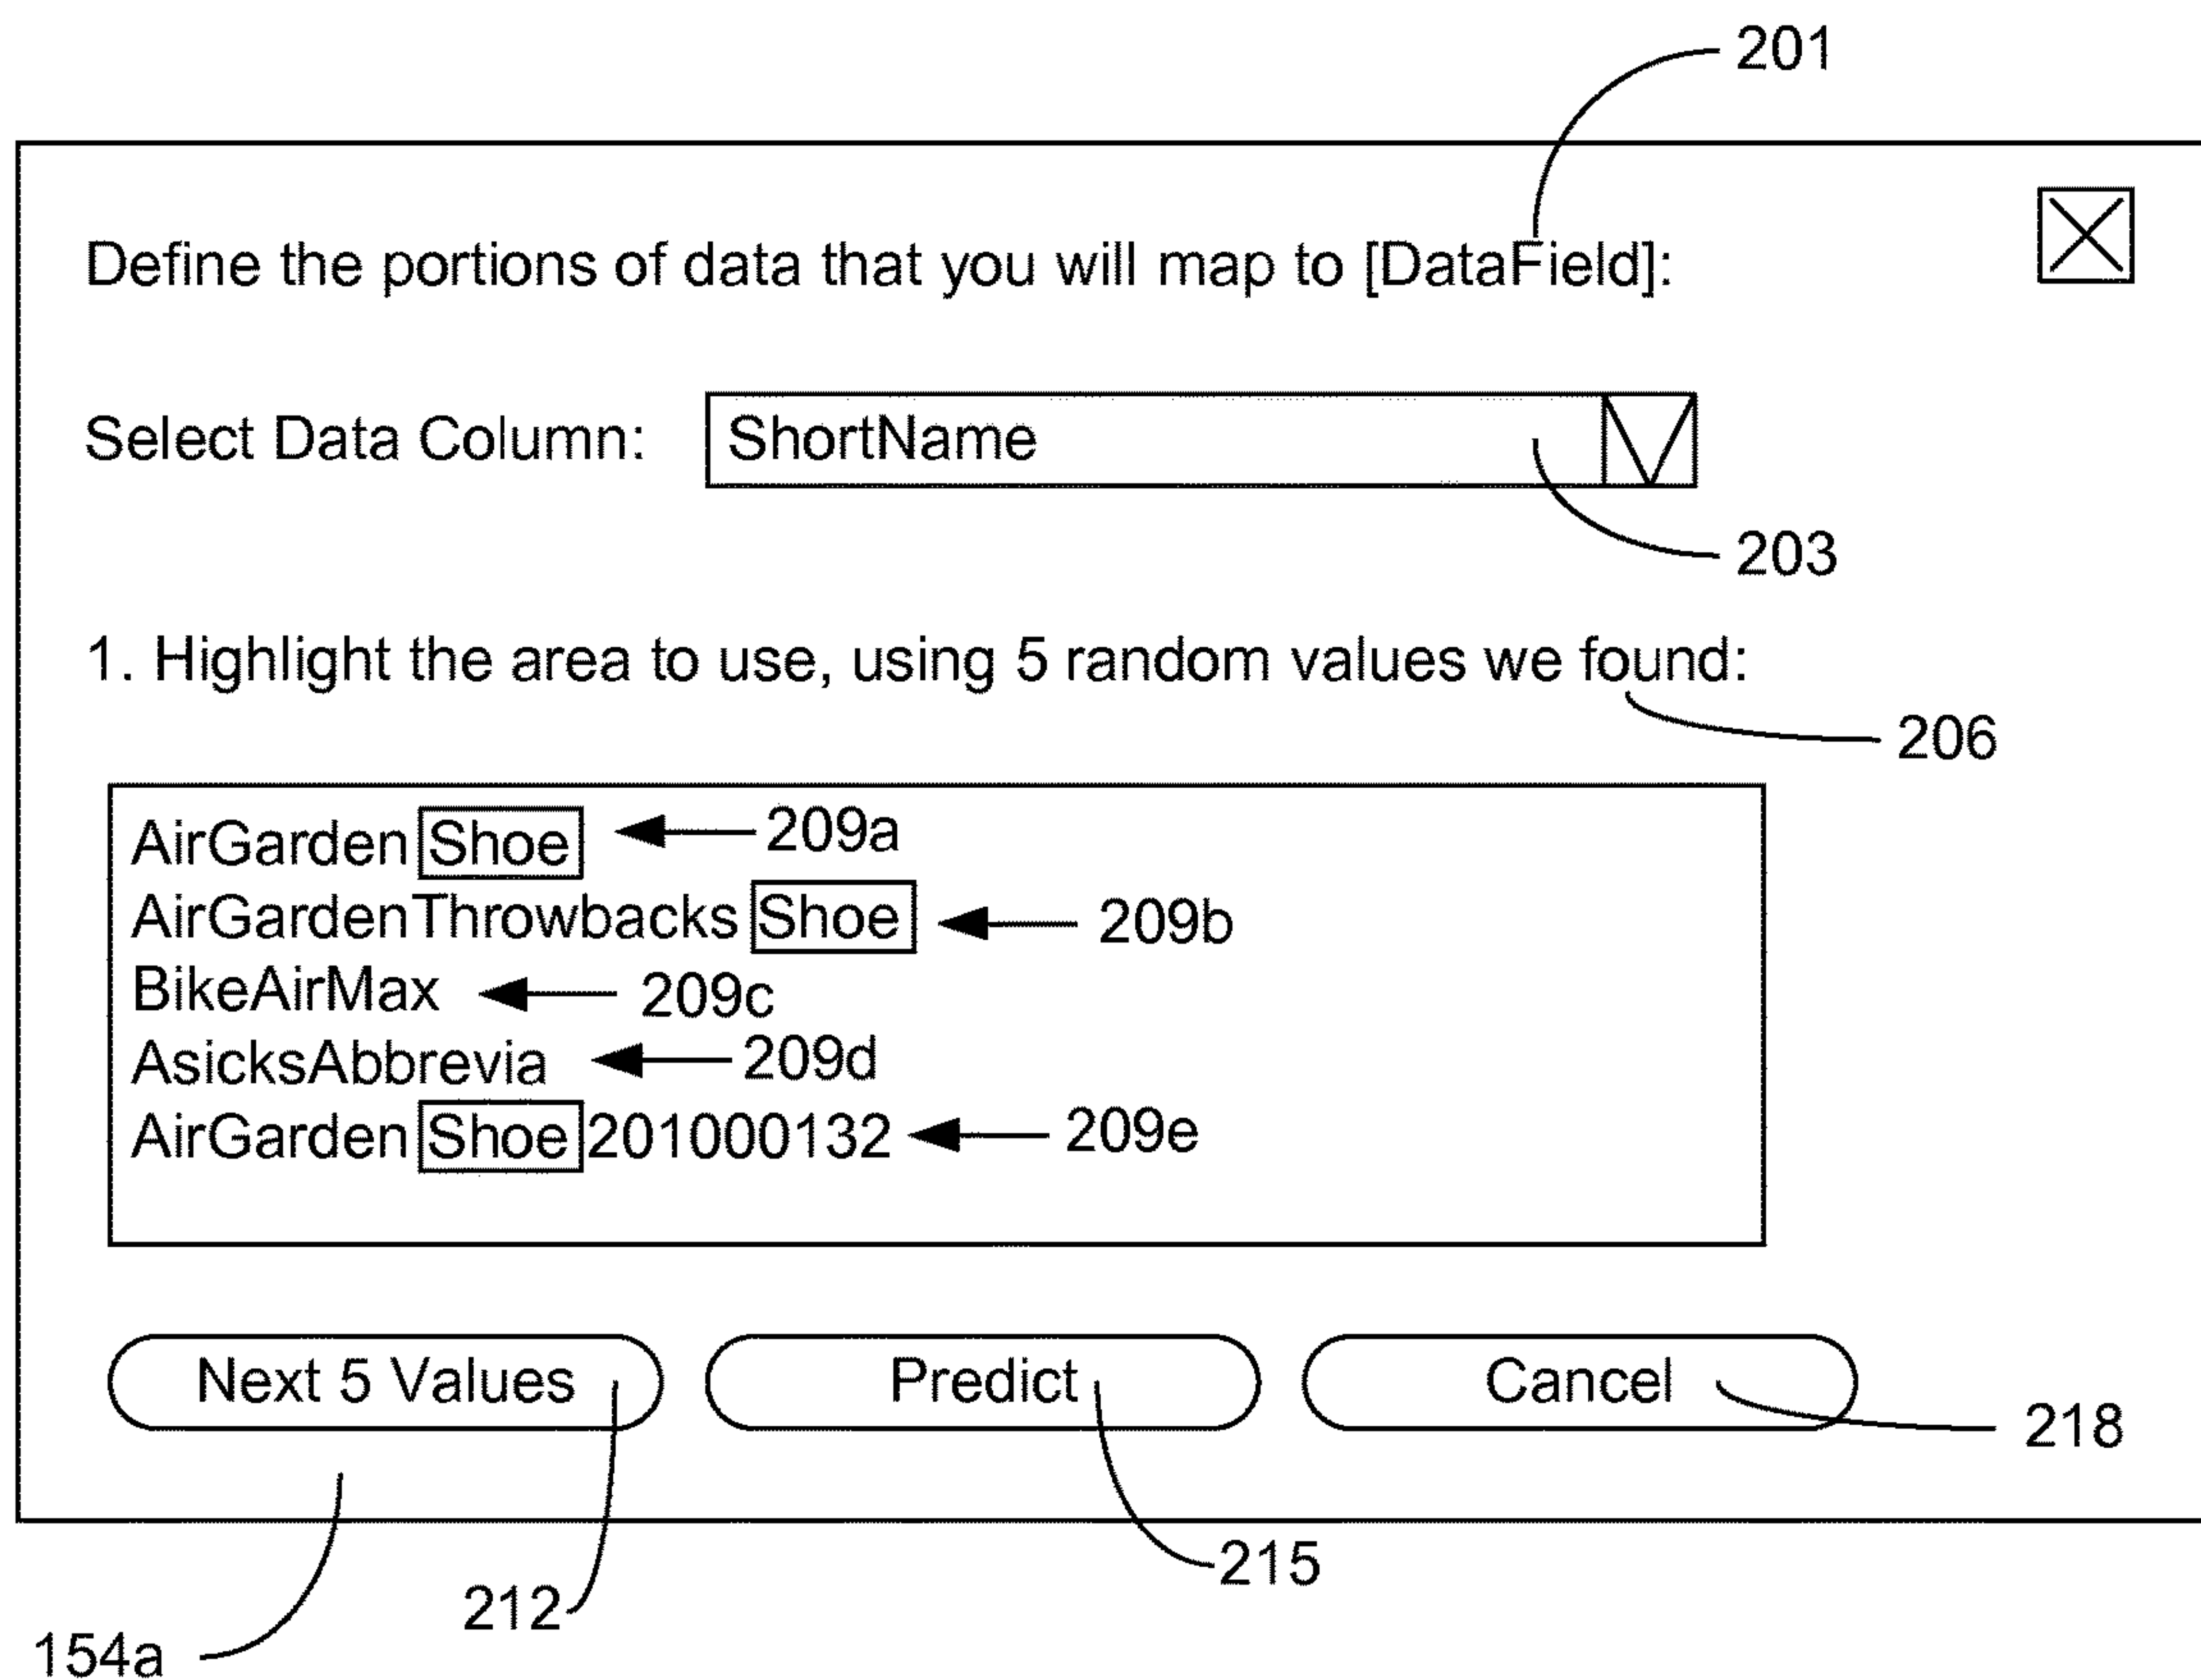 201
Define the portions of data that you will map to [DataField]:
Select Data Column: ShortName
203
1. Highlight the area to use, using 5 random values we found:
206
AirGarden Shoe 209a
AirGardenThrowbacks Shoe 209b
BikeAirMax 209c
AsicksAbbrevia 209d
AirGarden Shoe 201000132 209e
Next 5 Values Predict Cancel
218
215
212
154a